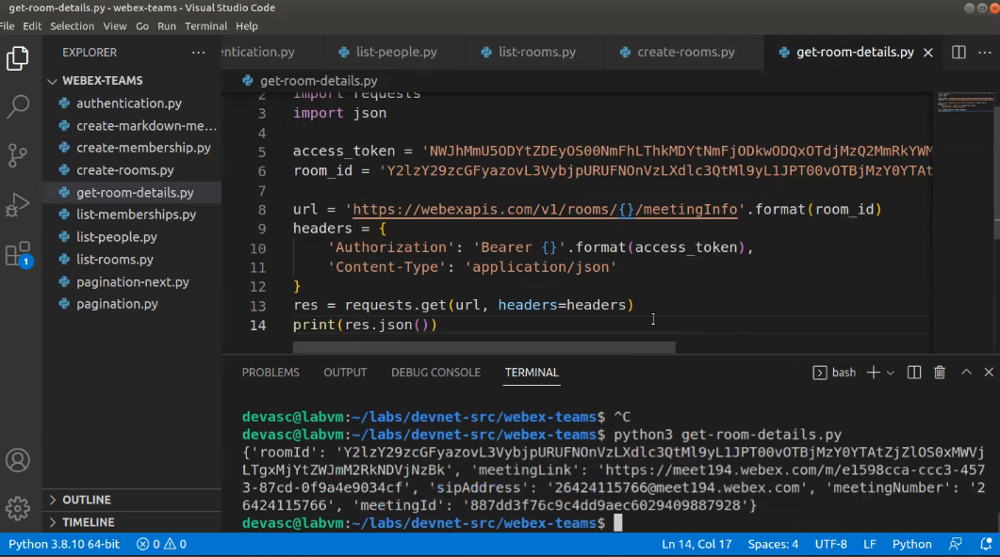 get-room-details.py - webex-teams - Visual Studio Code
File Edit Selection View Go Run Terminal Help
EXPLORER
WEBEX-TEAMS
authentication.py
create-markdown-me...
create-membership.py
create-rooms.py
get-room-details.py
list-memberships.py
list-people.py
list-rooms.py
pagination-next.py
pagination.py
OUTLINE
TIMELINE
1
entication.py list-people.py list-rooms.py create-rooms.py get-room-details.py
get-room-details.py
2 import requests
3 import json
4
5 access_token = 'NWJhMmU5ODYtZDEyOS00NmFhLThkMDYtNmFjODkwODQxOTdjMzQ2MmRkYWM
6 room_id = 'Y2lzY29zcGFyazovL3VybjpURUFNOnVzLXdlc3QtMl9yL1JPT00vOTBjMzY0YTAt
7
8 url = 'https://webexapis.com/v1/rooms/{}/meetingInfo'.format(room_id)
9 headers = {
10 'Authorization': 'Bearer {}'.format(access_token),
11 'Content-Type': 'application/json'
12 }
13 res = requests.get(url, headers=headers)
14 print(res.json())
PROBLEMS OUTPUT DEBUG CONSOLE TERMINAL bash
devasc@labvm:~/labs/devnet-src/webex-teams$ ^C
devasc@labvm:~/labs/devnet-src/webex-teams$ python3 get-room-details.py
{'roomId': 'Y2lzY29zcGFyazovL3VybjpURUFNOnVzLXdlc3QtMl9yL1JPT00vOTBjMzY0YTAtZjZlOS0xMWVj
LTgxMjYtZWJmM2RkNDVjNzBk', 'meetingLink': 'https://meet194.webex.com/m/e1598cca-ccc3-457
3-87cd-0f9a4e9034cf', 'sipAddress': '26424115766@meet194.webex.com', 'meetingNumber': '2
6424115766', 'meetingId': '887dd3f76c9c4dd9aec6029409887928'}
devasc@labvm:~/labs/devnet-src/webex-teams$
Python 3.8.10 64-bit 0 0 Ln 14, Col 17 Spaces: 4 UTF-8 LF Python